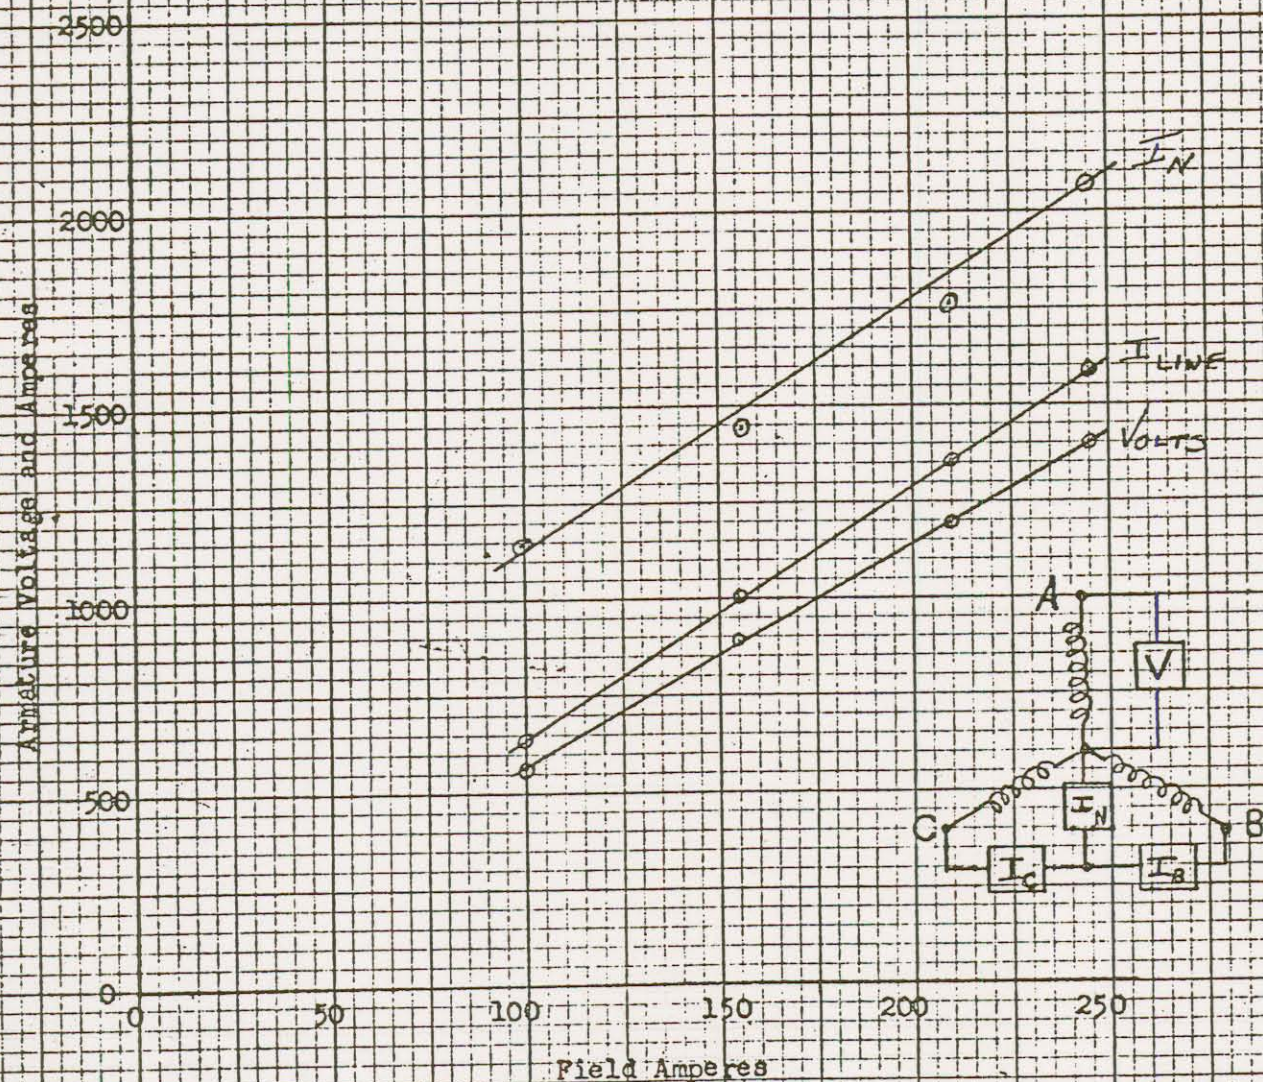 2500
2000
1500
1000
500
0
Armature Voltage and Amperes
0 50 100 150 200 250
Field Amperes
I_N
I_LINE
VOLTS
A
V
C
I_N
B
I_C
I_B